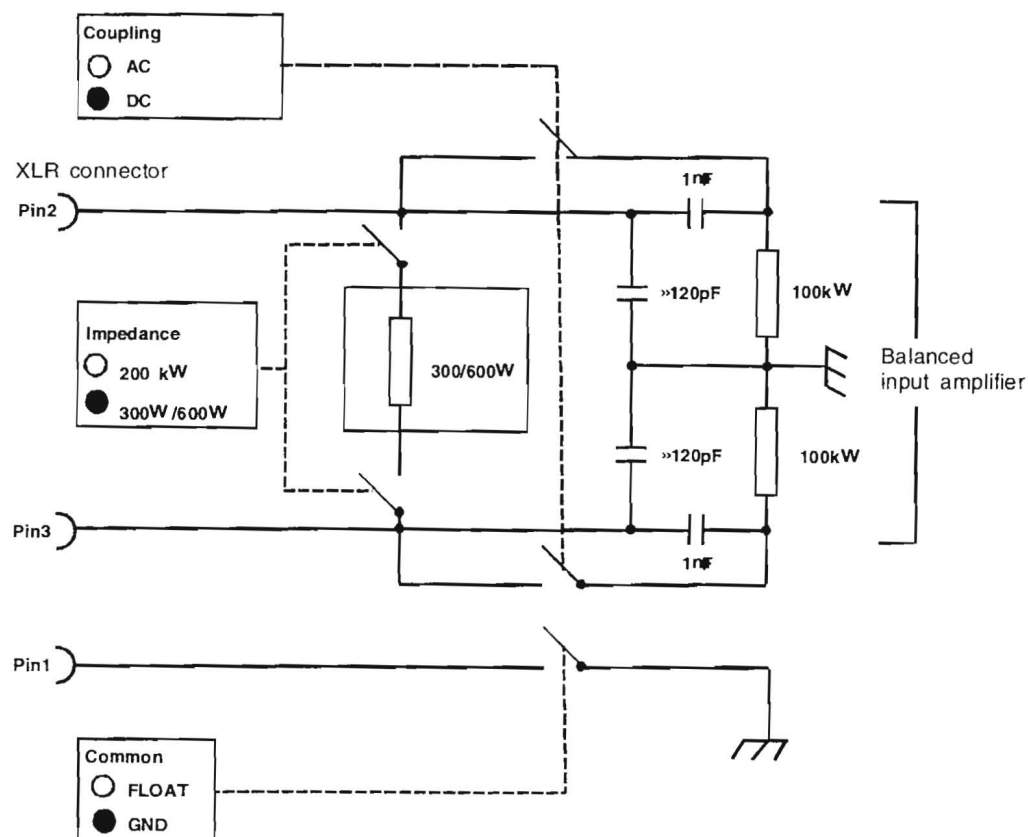 Coupling
AC
DC
XLR connector
Pin2
1nF
»120pF
100kW
Impedance
200 kW
300W/600W
300/600W
Balanced
input amplifier
»120pF
100kW
Pin3
1nF
Pin1
Common
FLOAT
GND